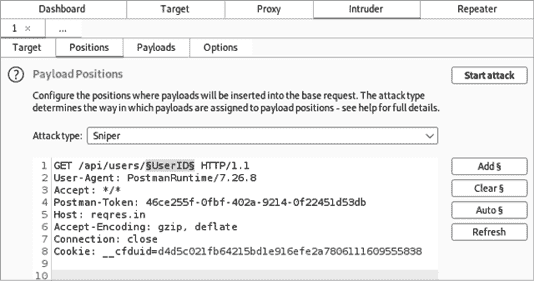 Dashboard Target Proxy Intruder Repeater
1 × ...
Target Positions Payloads Options
? Payload Positions Start attack
Configure the positions where payloads will be inserted into the base request. The attack type
determines the way in which payloads are assigned to payload positions - see help for full details.
Attack type: Sniper
1 GET /api/users/§UserID§ HTTP/1.1 Add §
2 User-Agent: PostmanRuntime/7.26.8
3 Accept: */* Clear §
4 Postman-Token: 46ce255f-0fbf-402a-9214-0f22451d53db
5 Host: reqres.in Auto §
6 Accept-Encoding: gzip, deflate
7 Connection: close Refresh
8 Cookie: __cfduid=d4d5c021fb64215bd1e916efe2a7806111609555838
9
10